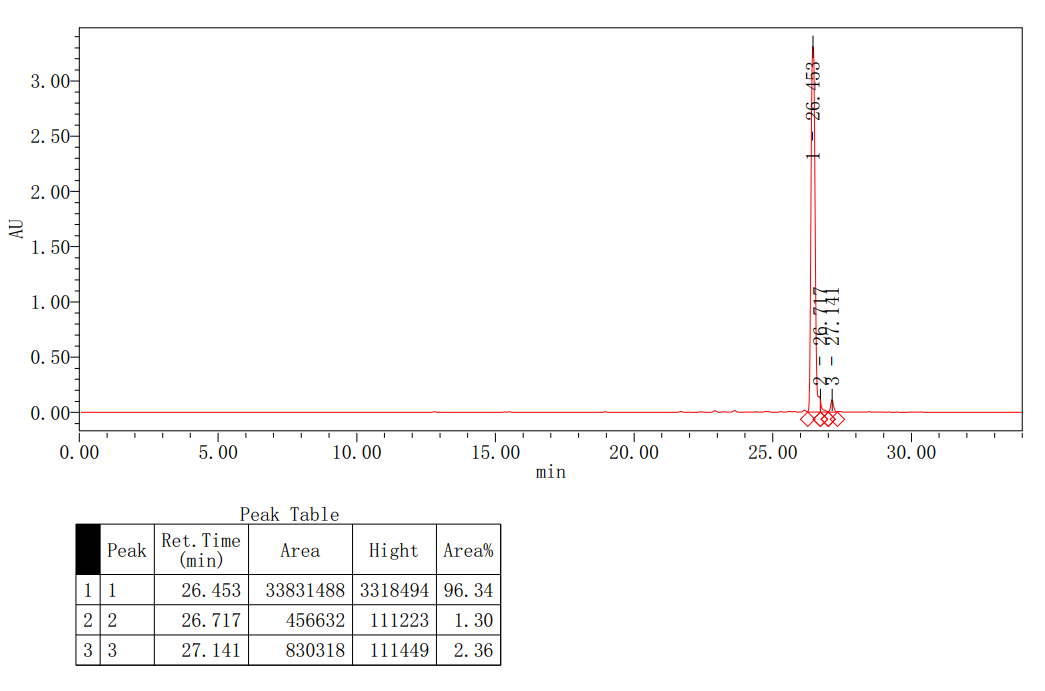 AU
3.00
2.50
2.00
1.50
1.00
0.50
0.00
1 - 26.453
2 - 26.717
3 - 27.141
0.00 5.00 10.00 15.00 20.00 25.00 30.00
min
Peak Table
Peak Ret.Time (min) Area Hight Area%
1 1 26.453 33831488 3318494 96.34
2 2 26.717 456632 111223 1.30
3 3 27.141 830318 111449 2.36